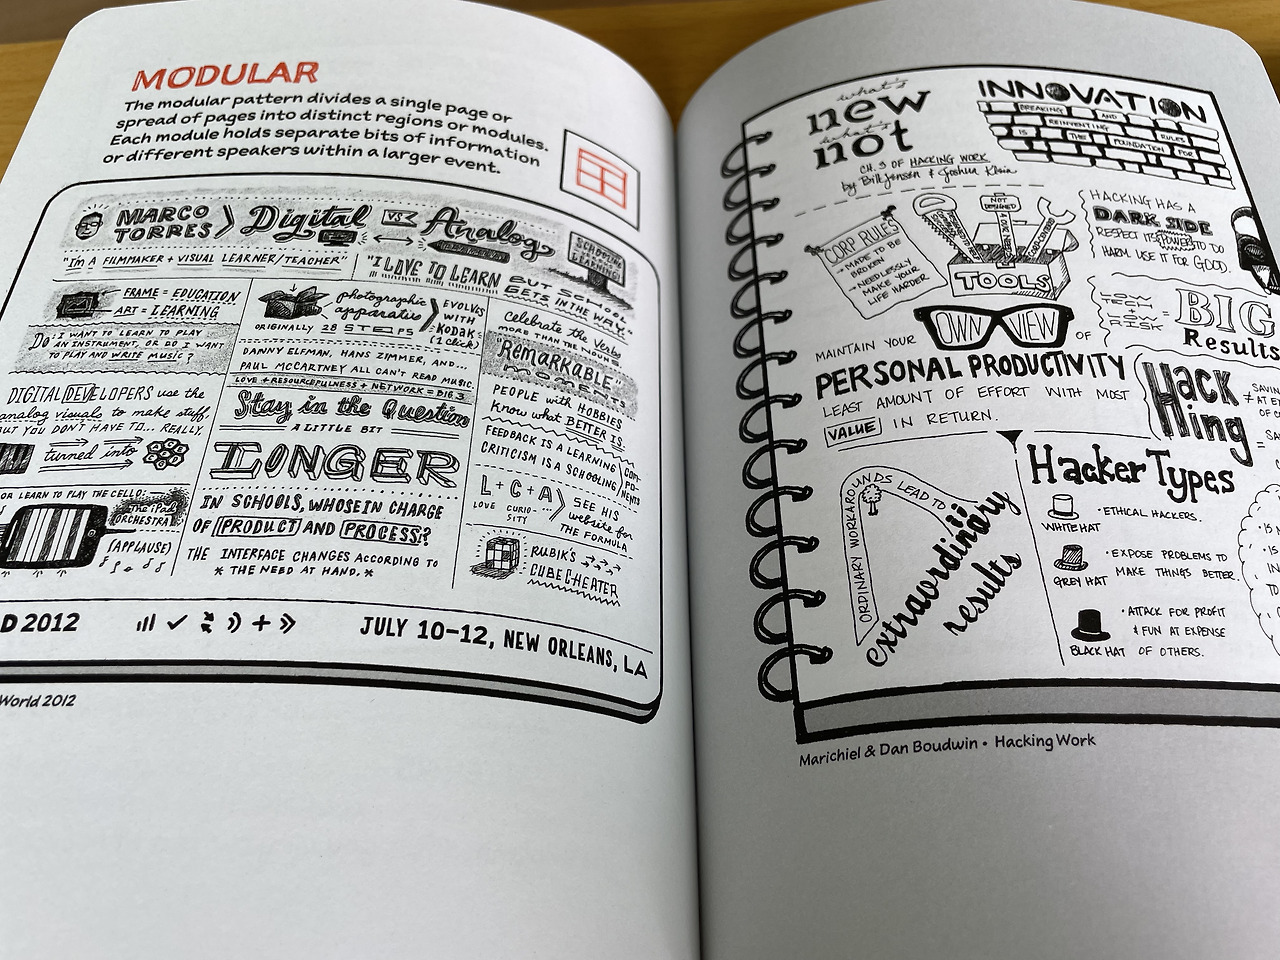 MODULAR
The modular pattern divides a single page or
spread of pages into distinct regions or modules.
Each module holds separate bits of information
or different speakers within a larger event.
MARCO
TORRES
Digital
VS
Analog
SCHOOLING
LEARNING
"I'm A FILMMAKER + VISUAL LEARNER/TEACHER"
"I LOVE TO LEARN BUT SCHOOL
GETS IN THE WAY."
FRAME = EDUCATION
ART = LEARNING
DO I WANT TO LEARN TO PLAY
AN INSTRUMENT, OR DO I WANT
TO PLAY AND WRITE MUSIC?
DIGITAL DEVELOPERS use the
analog visuals to make stuff.
BUT YOU DON'T HAVE TO... REALLY.
turned into
OR LEARN TO PLAY THE CELLO.
The iPad
ORCHESTRA
(APPLAUSE)
photographic
apparatus
ORIGINALLY 28 STEPS
EVOLVES
WITH
KODAK
(1 click)
DANNY ELFMAN, HANS ZIMMER, AND...
PAUL MCCARTNEY ALL CAN'T READ MUSIC.
LOVE + RESOURCEFULNESS + NETWORK = BIG 3
Stay in the Question
A LITTLE BIT
LONGER
IN SCHOOLS, WHOSE IN CHARGE
OF PRODUCT AND PROCESS?
THE INTERFACE CHANGES ACCORDING TO
* THE NEED AT HAND. *
Celebrate the Verbs
MORE THAN THE NOUNS.
"Remarkable"
MOMENTS
PEOPLE with HOBBIES
Know what BETTER IS.
FEEDBACK IS A LEARNING
CRITICISM IS A SCHOOLING
COM-
PO-
NENTS
L + C + A
LOVE CURIO-
SITY
SEE HIS
website for
THE FORMULA
RUBIK'S
CUBE CHEATER
D 2012
JULY 10–12, NEW ORLEANS, LA
World 2012
what's
new
what's
not
CH. 3 OF HACKING WORK
by Bill Jensen & Joshua Klein
INNOVATION
BREAKING AND
REINVENTING RULES
IS THE FOUNDATION FOR
CORP RULES
→ MADE TO BE
BROKEN
→ NEEDLESSLY
MAKE YOUR
LIFE HARDER
NOT
DESIGNED
TOOLS
HACKING HAS A
DARK SIDE
RESPECT ITS POWERS TO DO
HARM. USE IT FOR GOOD.
LOW TECH
LOW RISK
= BIG
Results
MAINTAIN YOUR OWN VIEW OF
PERSONAL PRODUCTIVITY
LEAST AMOUNT OF EFFORT WITH MOST
VALUE IN RETURN.
Hack
ing
ORDINARY WORKAROUNDS LEAD TO
extraordinary
results
Hacker Types
WHITE HAT
• ETHICAL HACKERS.
GREY HAT
• EXPOSE PROBLEMS TO
MAKE THINGS BETTER.
BLACK HAT
• ATTACK FOR PROFIT
& FUN AT EXPENSE
OF OTHERS.
Marichiel & Dan Boudwin • Hacking Work